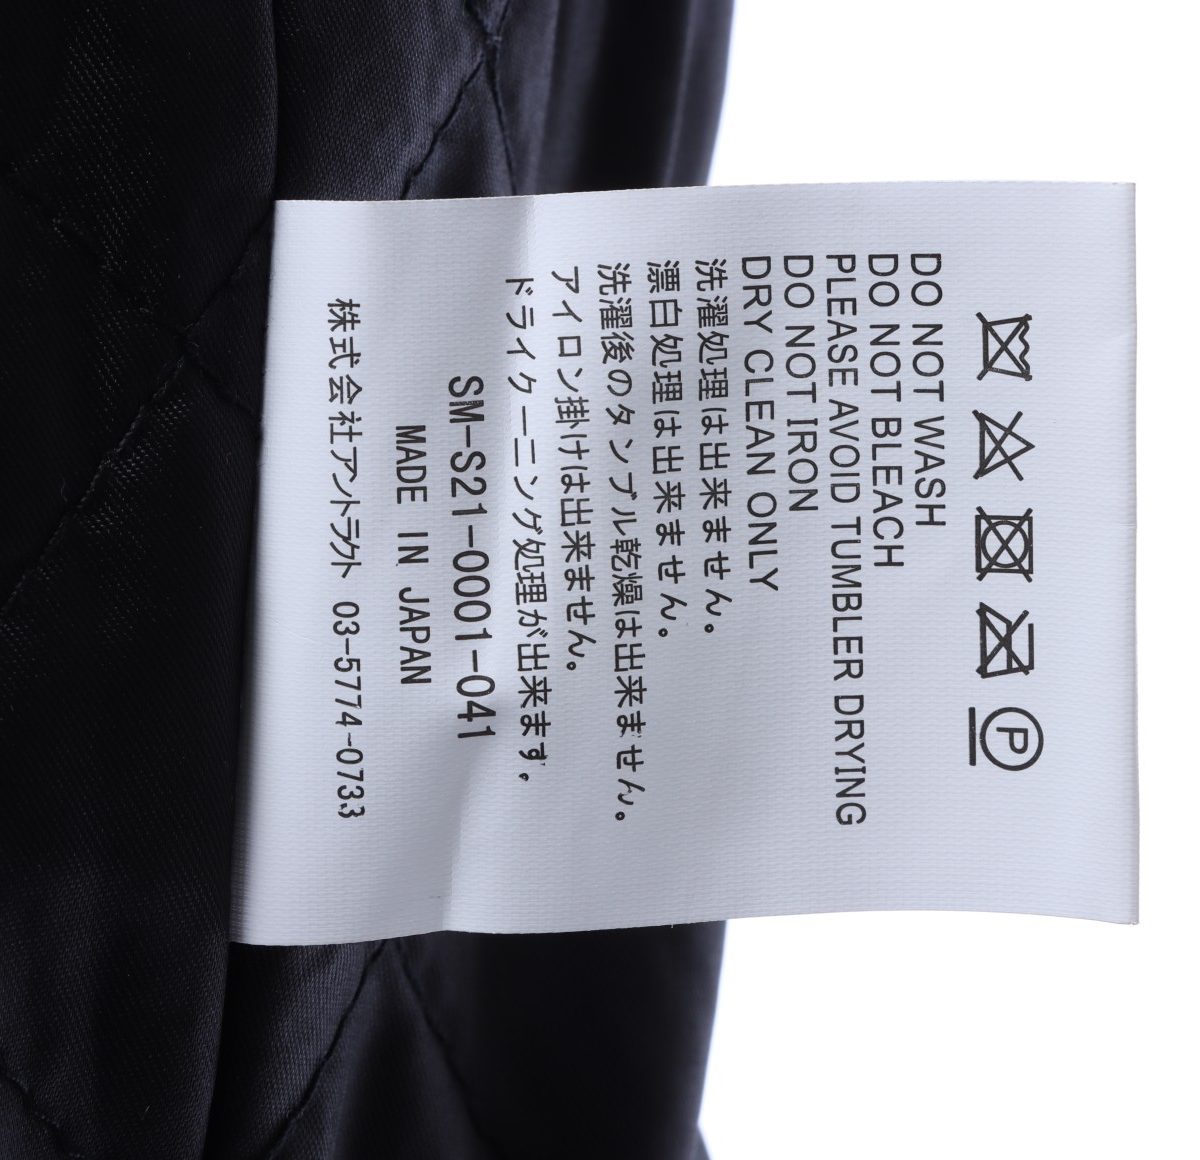 P
DO NOT WASH
DO NOT BLEACH
PLEASE AVOID TUMBLER DRYING
DO NOT IRON
DRY CLEAN ONLY
洗濯処理は出来ません。
漂白処理は出来ません。
洗濯後のタンブル乾燥は出来ません。
アイロン掛けは出来ません。
ドライクーニング処理が出来ます。
SM-S21-0001-041
MADE IN JAPAN
株式会社アントラクト 03-5774-0733